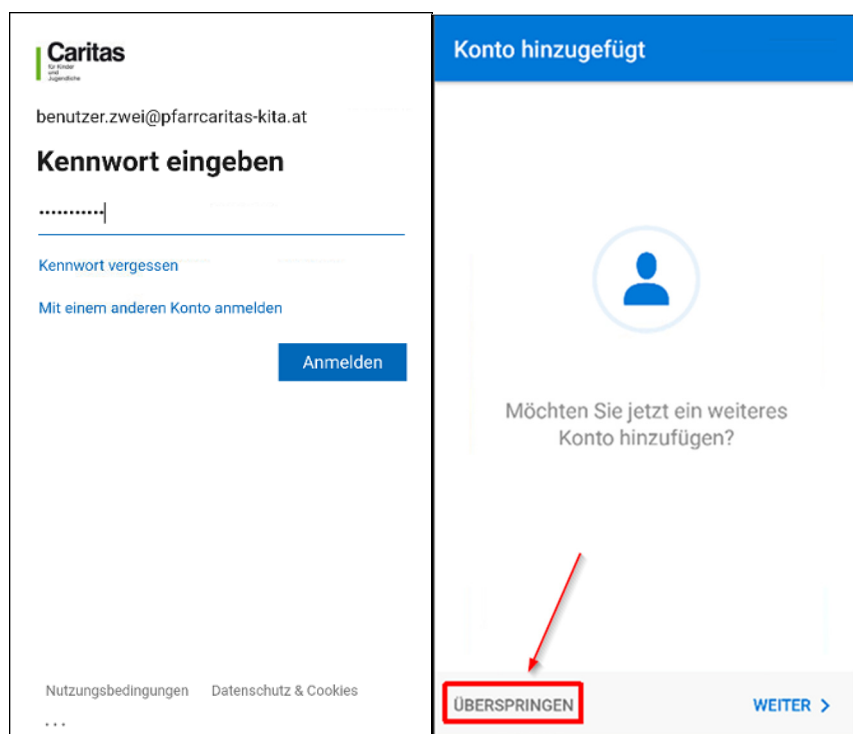 Caritas
für Kinder
und
Jugendliche
benutzer.zwei@pfarrcaritas-kita.at
Kennwort eingeben
Kennwort vergessen
Mit einem anderen Konto anmelden
Anmelden
Nutzungsbedingungen Datenschutz & Cookies
...
Konto hinzugefügt
Möchten Sie jetzt ein weiteres
Konto hinzufügen?
ÜBERSPRINGEN WEITER